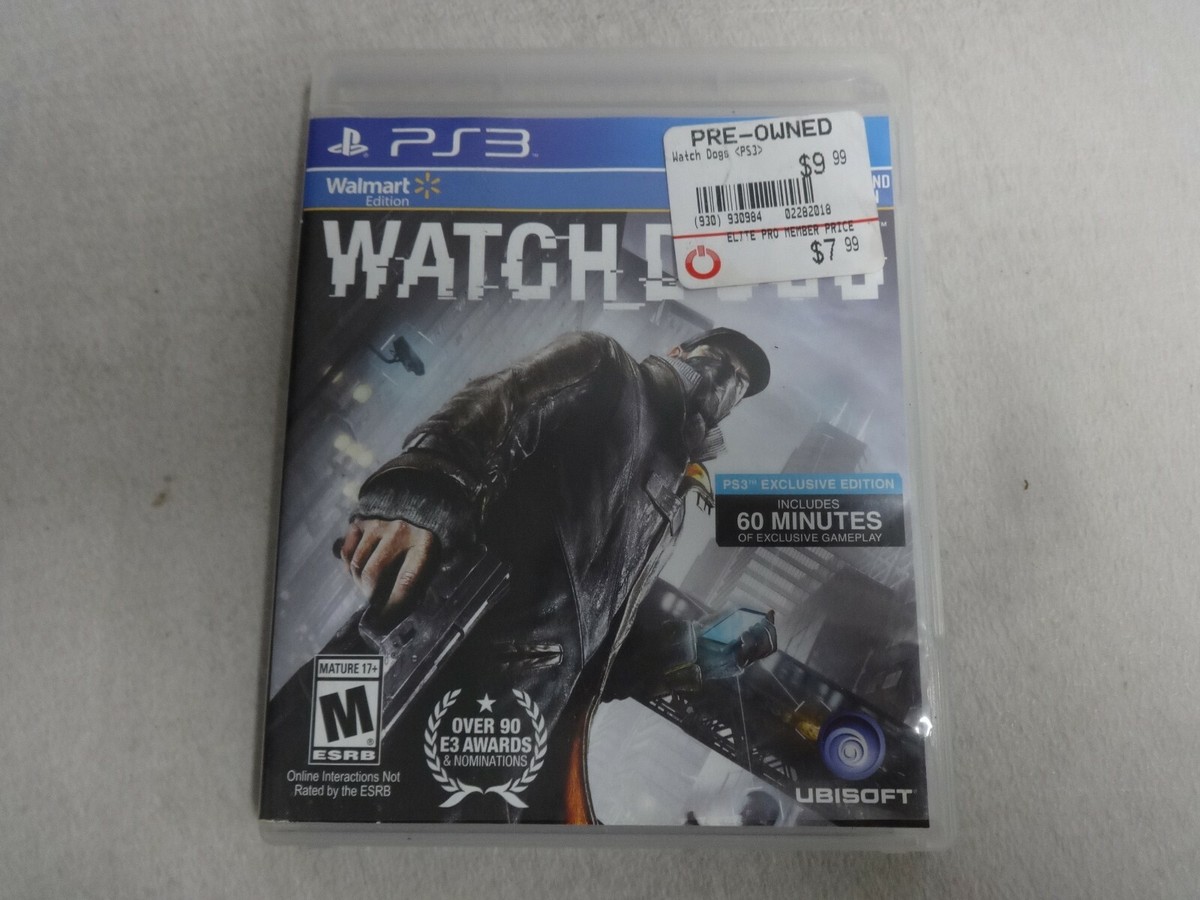 PS3
PRE-OWNED
Watch Dogs <PS3>
$9 99
(930) 930984 02282018
ELITE PRO MEMBER PRICE
$7 99
Walmart
Edition
ND
WATCH_
PS3™ EXCLUSIVE EDITION
INCLUDES
60 MINUTES
OF EXCLUSIVE GAMEPLAY
MATURE 17+
M
ESRB
Online Interactions Not
Rated by the ESRB
OVER 90
E3 AWARDS
& NOMINATIONS
UBISOFT